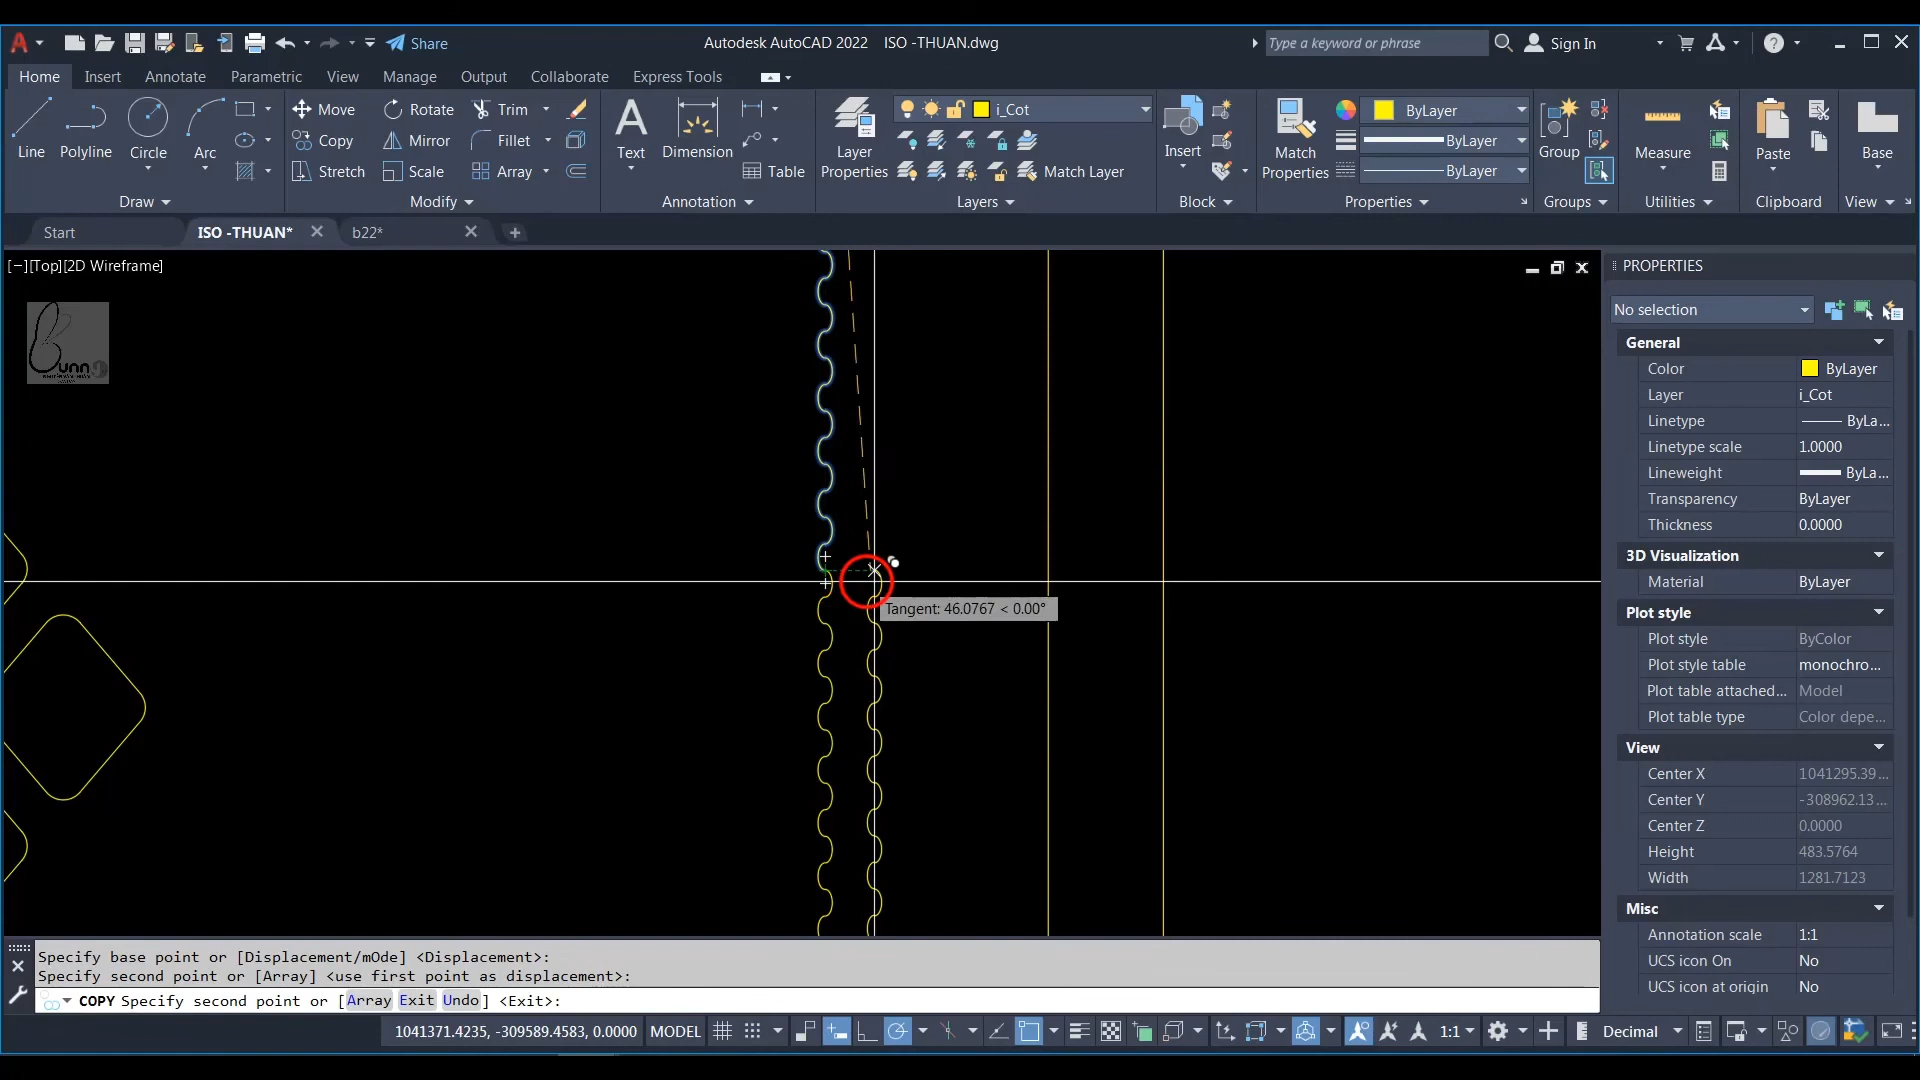 Share
Autodesk AutoCAD 2022 ISO -THUAN.dwg
Type a keyword or phrase
Sign In
Home Insert Annotate Parametric View Manage Output Collaborate Express Tools
Line Polyline Circle Arc
Move Rotate Trim
Copy Mirror Fillet
Stretch Scale Array
Text Dimension Table
Layer Properties
i_Cot
Match Layer
Insert
Match Properties
ByLayer
ByLayer
ByLayer
Group Measure Paste Base
Draw Modify Annotation Layers Block Properties Groups Utilities Clipboard View
Start ISO -THUAN* b22*
[−][Top][2D Wireframe]
Tangent: 46.0767 < 0.00°
PROPERTIES
No selection
General
Color ByLayer
Layer i_Cot
Linetype ByLa...
Linetype scale 1.0000
Lineweight ByLa...
Transparency ByLayer
Thickness 0.0000
3D Visualization
Material ByLayer
Plot style
Plot style ByColor
Plot style table monochro...
Plot table attached... Model
Plot table type Color depe...
View
Center X 1041295.39...
Center Y -308962.13...
Center Z 0.0000
Height 483.5764
Width 1281.7123
Misc
Annotation scale 1:1
UCS icon On No
UCS icon at origin No
Specify base point or [Displacement/mOde] <Displacement>:
Specify second point or [Array] <use first point as displacement>:
COPY Specify second point or [Array Exit Undo] <Exit>:
1041371.4235, -309589.4583, 0.0000 MODEL 1:1 Decimal